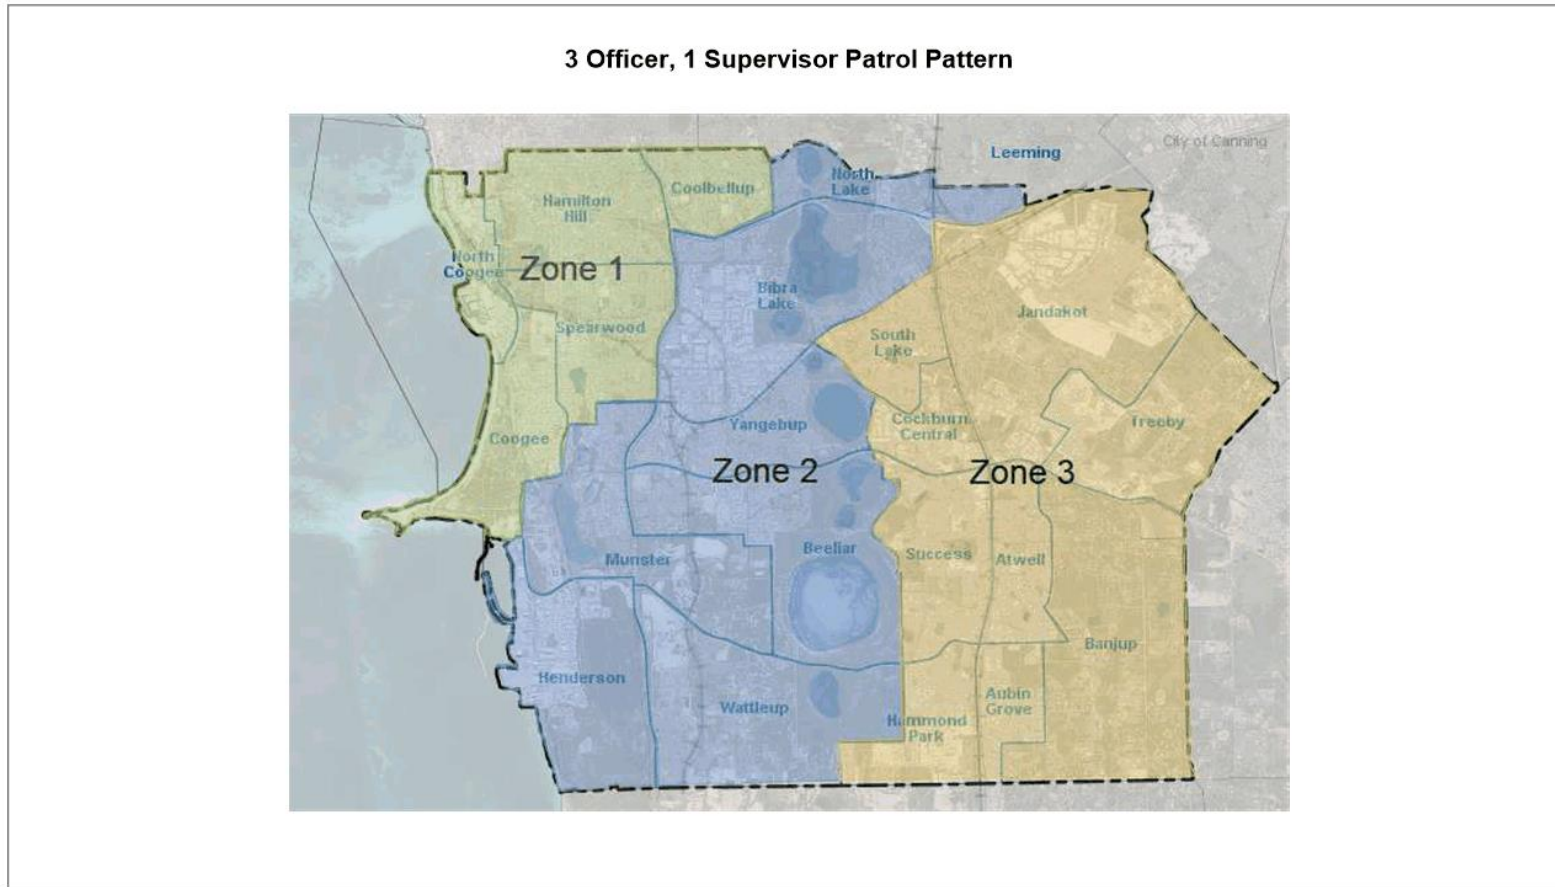 3 Officer, 1 Supervisor Patrol Pattern
City of Canning
Leeming
North
Lake
Coolbellup
Hamilton
Hill
North
Coogee
Zone 1
Bibra
Lake
Jandakot
Spearwood
South
Lake
Cockburn
Central
Treeby
Yangebup
Coogee
Zone 2
Zone 3
Beeliar
Success
Atwell
Munster
Banjup
Henderson
Wattleup
Aubin
Grove
Hammond
Park